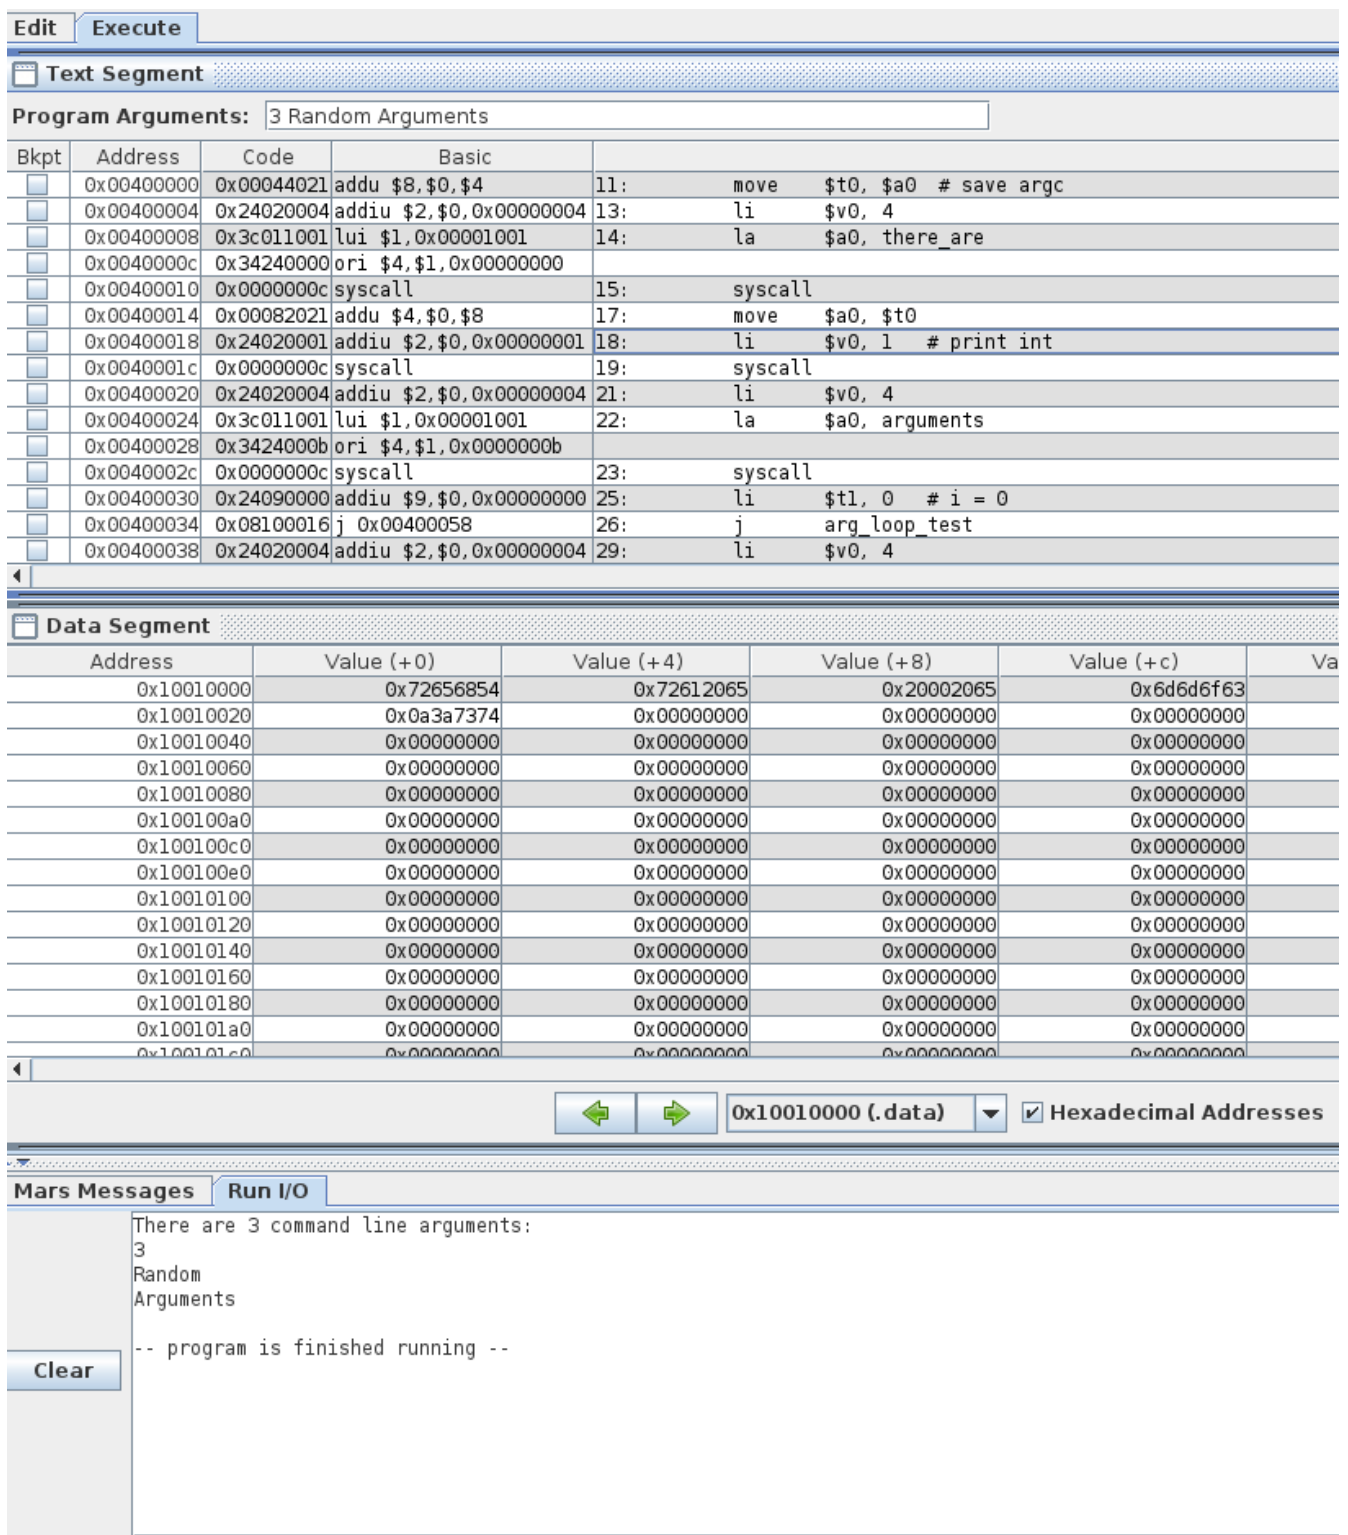 Edit Execute
Text Segment
Program Arguments: 3 Random Arguments
Bkpt Address Code Basic
0x00400000 0x00044021 addu $8,$0,$4 11: move $t0, $a0 # save argc
0x00400004 0x24020004 addiu $2,$0,0x00000004 13: li $v0, 4
0x00400008 0x3c011001 lui $1,0x00001001 14: la $a0, there_are
0x0040000c 0x34240000 ori $4,$1,0x00000000
0x00400010 0x0000000c syscall 15: syscall
0x00400014 0x00082021 addu $4,$0,$8 17: move $a0, $t0
0x00400018 0x24020001 addiu $2,$0,0x00000001 18: li $v0, 1 # print int
0x0040001c 0x0000000c syscall 19: syscall
0x00400020 0x24020004 addiu $2,$0,0x00000004 21: li $v0, 4
0x00400024 0x3c011001 lui $1,0x00001001 22: la $a0, arguments
0x00400028 0x3424000b ori $4,$1,0x0000000b
0x0040002c 0x0000000c syscall 23: syscall
0x00400030 0x24090000 addiu $9,$0,0x00000000 25: li $t1, 0 # i = 0
0x00400034 0x08100016 j 0x00400058 26: j arg_loop_test
0x00400038 0x24020004 addiu $2,$0,0x00000004 29: li $v0, 4
Data Segment
Address Value (+0) Value (+4) Value (+8) Value (+c) Va
0x10010000 0x72656854 0x72612065 0x20002065 0x6d6d6f63
0x10010020 0x0a3a7374 0x00000000 0x00000000 0x00000000
0x10010040 0x00000000 0x00000000 0x00000000 0x00000000
0x10010060 0x00000000 0x00000000 0x00000000 0x00000000
0x10010080 0x00000000 0x00000000 0x00000000 0x00000000
0x100100a0 0x00000000 0x00000000 0x00000000 0x00000000
0x100100c0 0x00000000 0x00000000 0x00000000 0x00000000
0x100100e0 0x00000000 0x00000000 0x00000000 0x00000000
0x10010100 0x00000000 0x00000000 0x00000000 0x00000000
0x10010120 0x00000000 0x00000000 0x00000000 0x00000000
0x10010140 0x00000000 0x00000000 0x00000000 0x00000000
0x10010160 0x00000000 0x00000000 0x00000000 0x00000000
0x10010180 0x00000000 0x00000000 0x00000000 0x00000000
0x100101a0 0x00000000 0x00000000 0x00000000 0x00000000
0x100101c0 0x00000000 0x00000000 0x00000000 0x00000000
0x10010000 (.data) Hexadecimal Addresses
Mars Messages Run I/O
There are 3 command line arguments:
3
Random
Arguments
-- program is finished running --
Clear